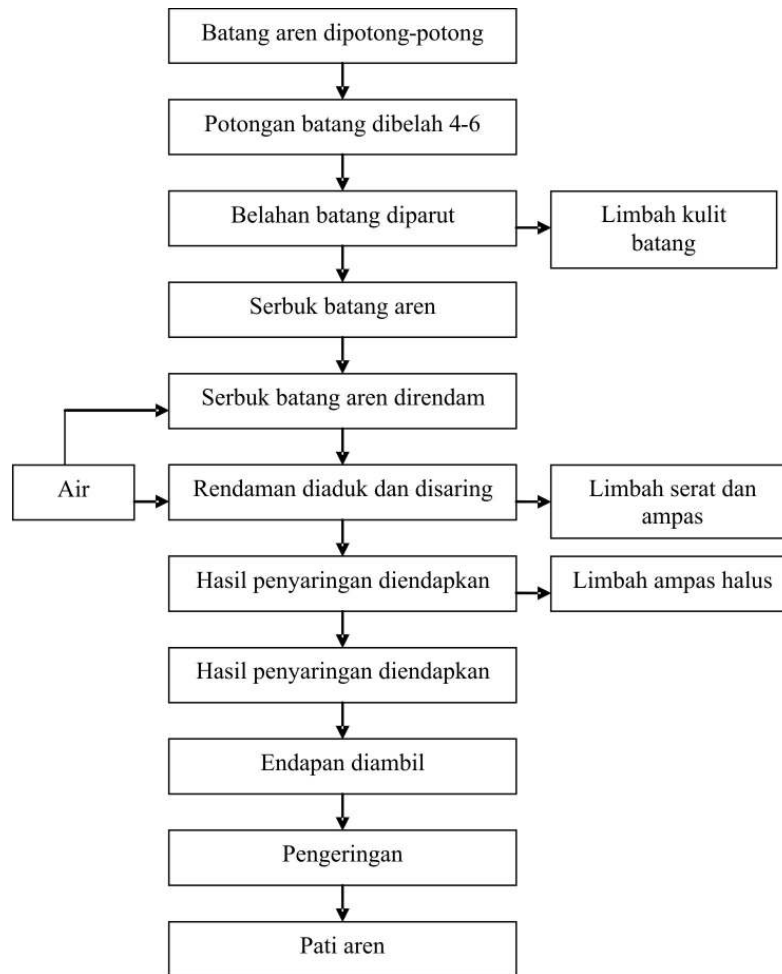 Batang aren dipotong-potong
Potongan batang dibelah 4-6
Belahan batang diparut
Limbah kulit
batang
Serbuk batang aren
Serbuk batang aren direndam
Air
Rendaman diaduk dan disaring
Limbah serat dan
ampas
Hasil penyaringan diendapkan
Limbah ampas halus
Hasil penyaringan diendapkan
Endapan diambil
Pengeringan
Pati aren